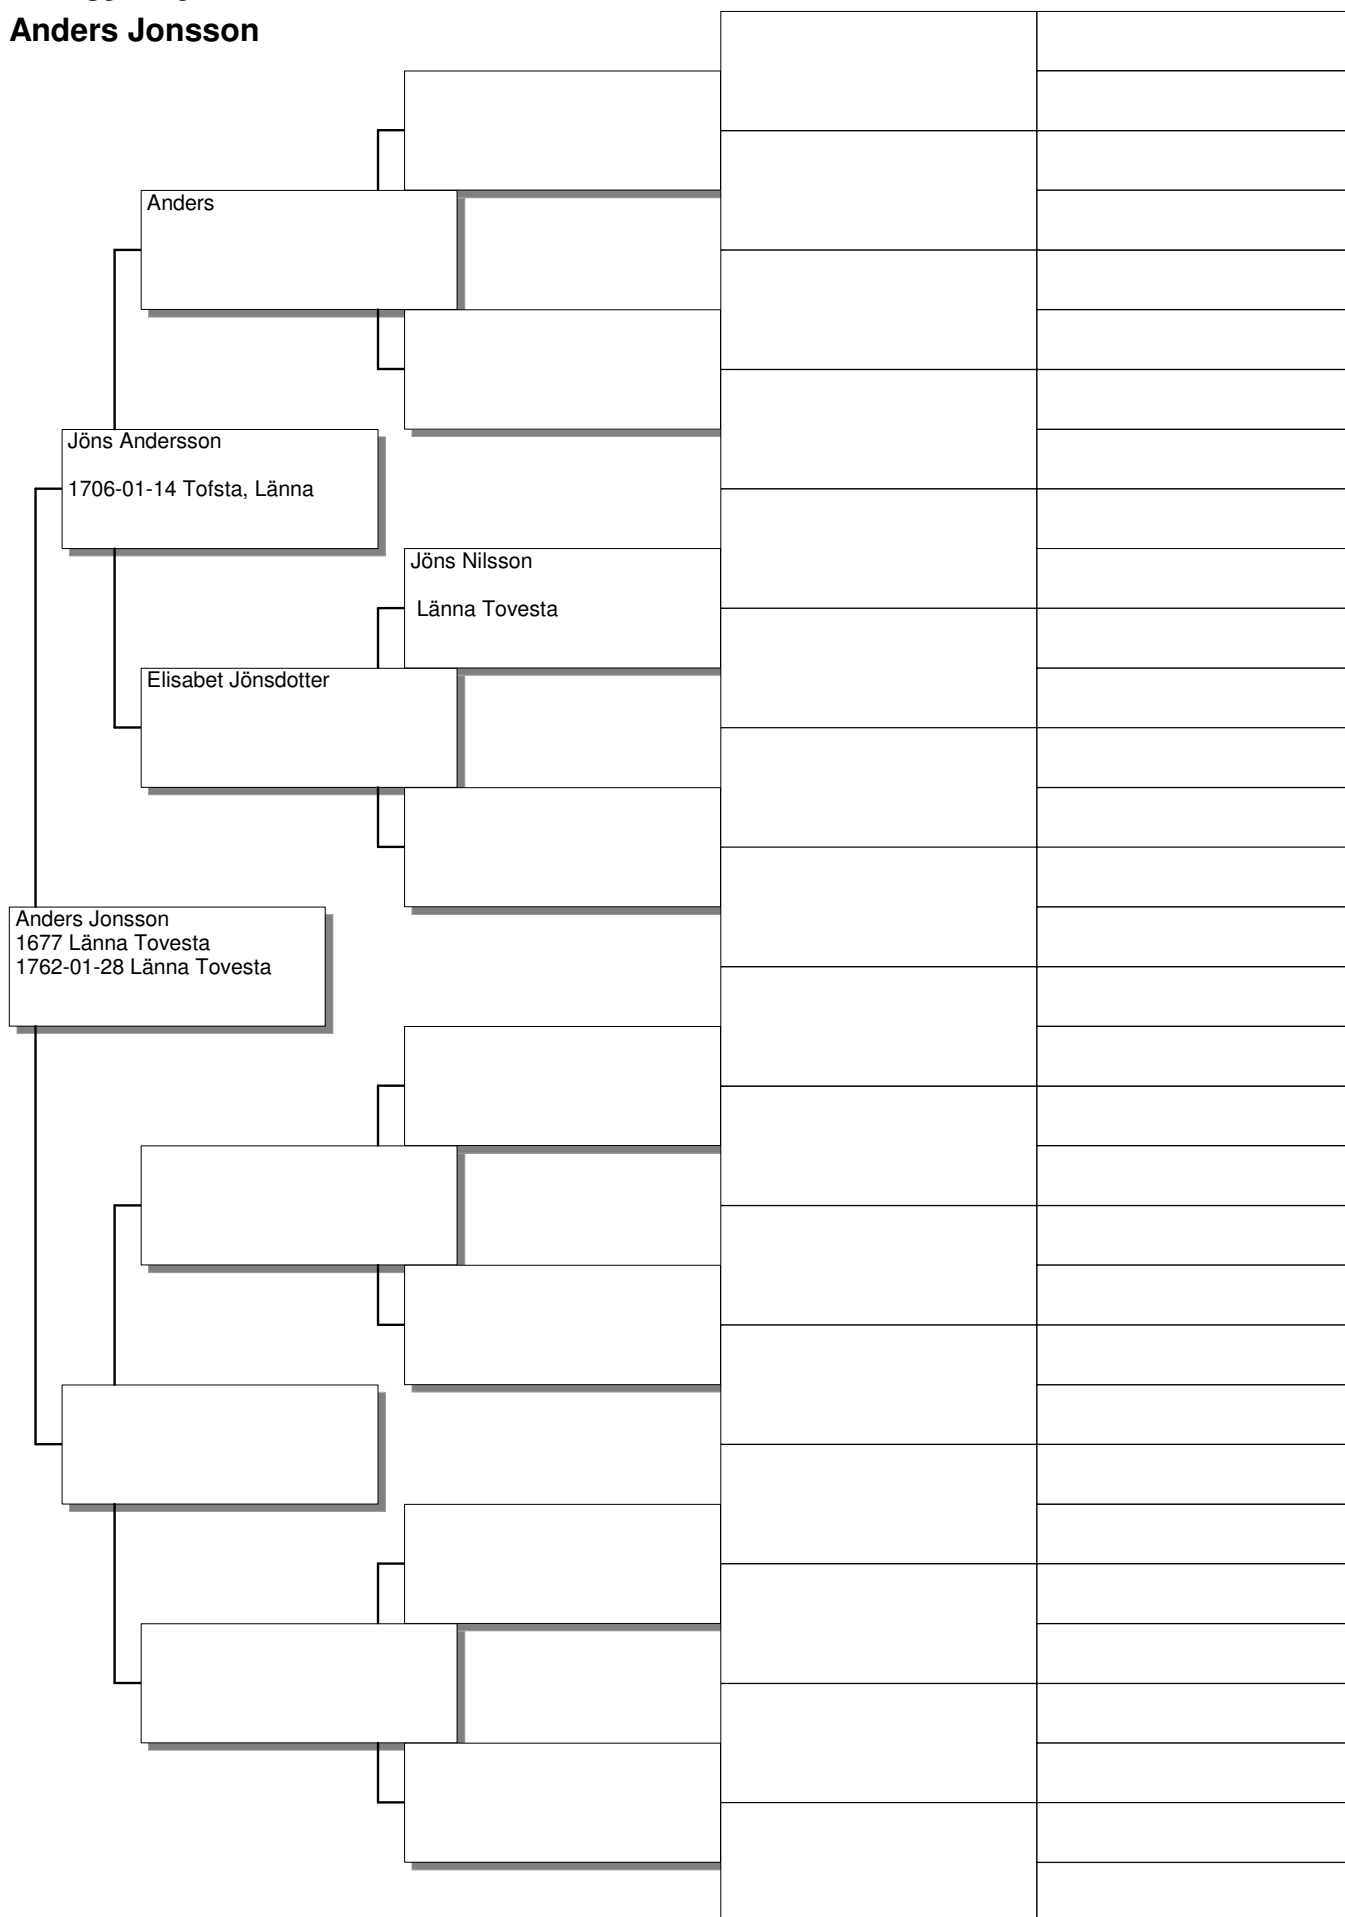 Anders Jonsson
Anders
Jöns Andersson
1706-01-14 Tofsta, Länna
Jöns Nilsson
Länna Tovesta
Elisabet Jönsdotter
Anders Jonsson
1677 Länna Tovesta
1762-01-28 Länna Tovesta